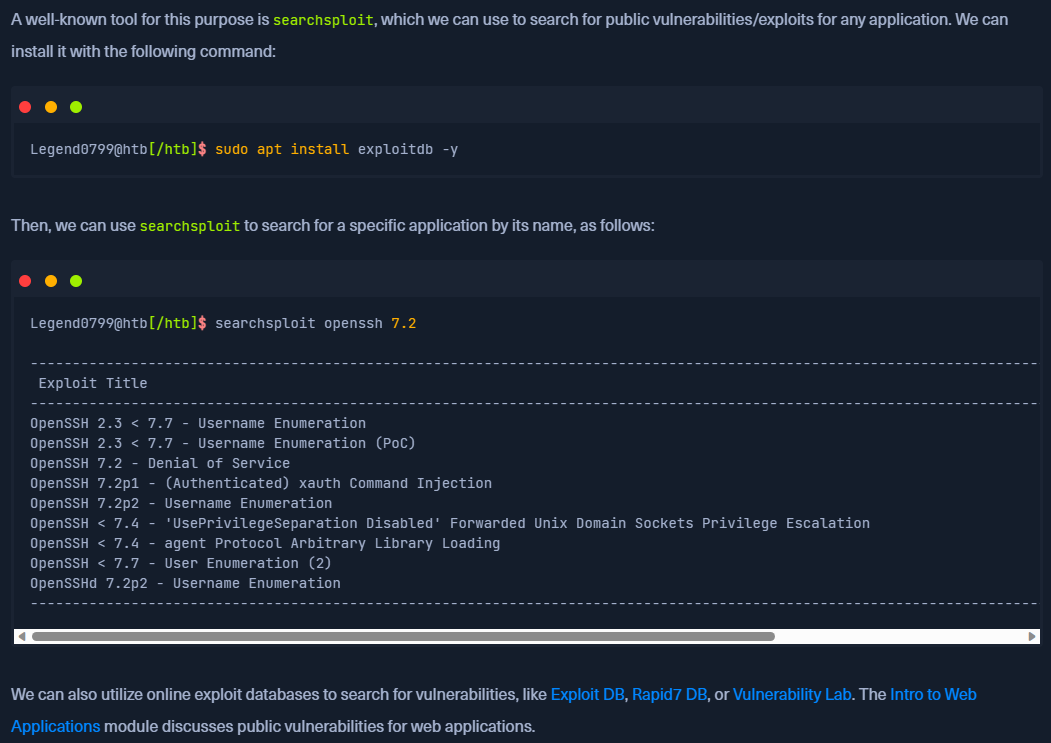 A well-known tool for this purpose is searchsploit, which we can use to search for public vulnerabilities/exploits for any application. We can
install it with the following command:
Legend0799@htb[/htb]$ sudo apt install exploitdb -y
Then, we can use searchsploit to search for a specific application by its name, as follows:
Legend0799@htb[/htb]$ searchsploit openssh 7.2
----------------------------------------------------------------------------------------------------------------------------
Exploit Title
----------------------------------------------------------------------------------------------------------------------------
OpenSSH 2.3 < 7.7 - Username Enumeration
OpenSSH 2.3 < 7.7 - Username Enumeration (PoC)
OpenSSH 7.2 - Denial of Service
OpenSSH 7.2p1 - (Authenticated) xauth Command Injection
OpenSSH 7.2p2 - Username Enumeration
OpenSSH < 7.4 - 'UsePrivilegeSeparation Disabled' Forwarded Unix Domain Sockets Privilege Escalation
OpenSSH < 7.4 - agent Protocol Arbitrary Library Loading
OpenSSH < 7.7 - User Enumeration (2)
OpenSSHd 7.2p2 - Username Enumeration
----------------------------------------------------------------------------------------------------------------------------
We can also utilize online exploit databases to search for vulnerabilities, like Exploit DB, Rapid7 DB, or Vulnerability Lab. The Intro to Web
Applications module discusses public vulnerabilities for web applications.